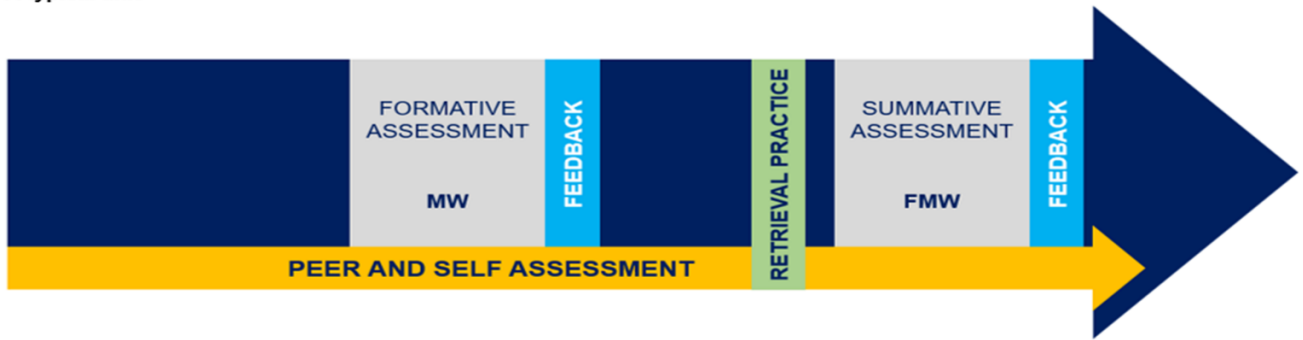 FORMATIVE
ASSESSMENT
MW
FEEDBACK
RETRIEVAL PRACTICE
SUMMATIVE
ASSESSMENT
FMW
FEEDBACK
PEER AND SELF ASSESSMENT